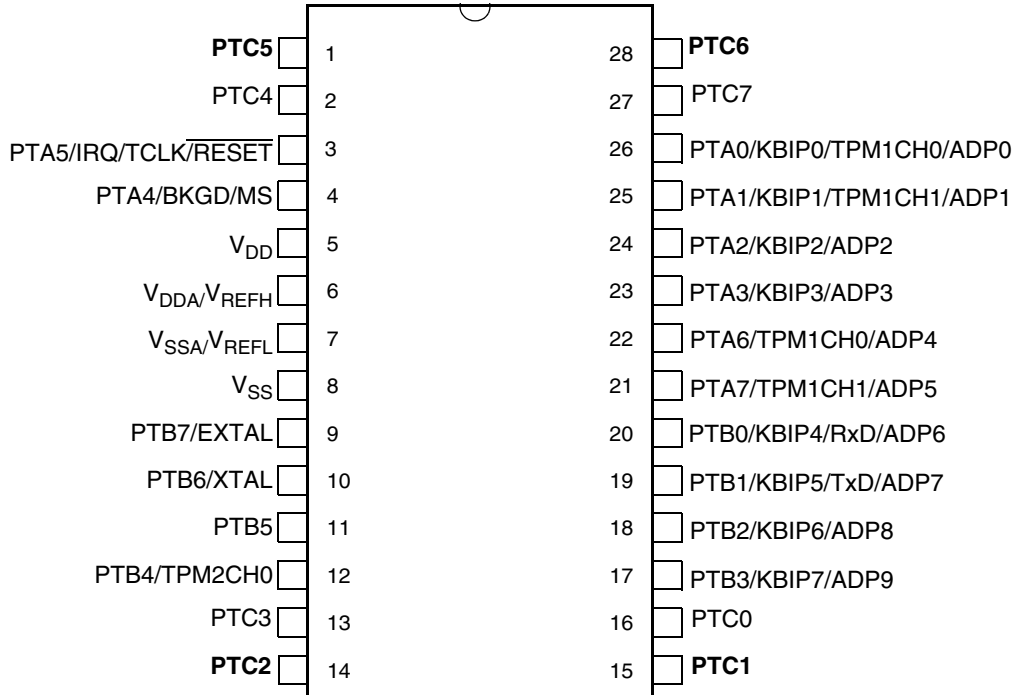 PTC5 1 28 PTC6
PTC4 2 27 PTC7
PTA5/IRQ/TCLK/RESET 3 26 PTA0/KBIP0/TPM1CH0/ADP0
PTA4/BKGD/MS 4 25 PTA1/KBIP1/TPM1CH1/ADP1
VDD 5 24 PTA2/KBIP2/ADP2
VDDA/VREFH 6 23 PTA3/KBIP3/ADP3
VSSA/VREFL 7 22 PTA6/TPM1CH0/ADP4
VSS 8 21 PTA7/TPM1CH1/ADP5
PTB7/EXTAL 9 20 PTB0/KBIP4/RxD/ADP6
PTB6/XTAL 10 19 PTB1/KBIP5/TxD/ADP7
PTB5 11 18 PTB2/KBIP6/ADP8
PTB4/TPM2CH0 12 17 PTB3/KBIP7/ADP9
PTC3 13 16 PTC0
PTC2 14 15 PTC1